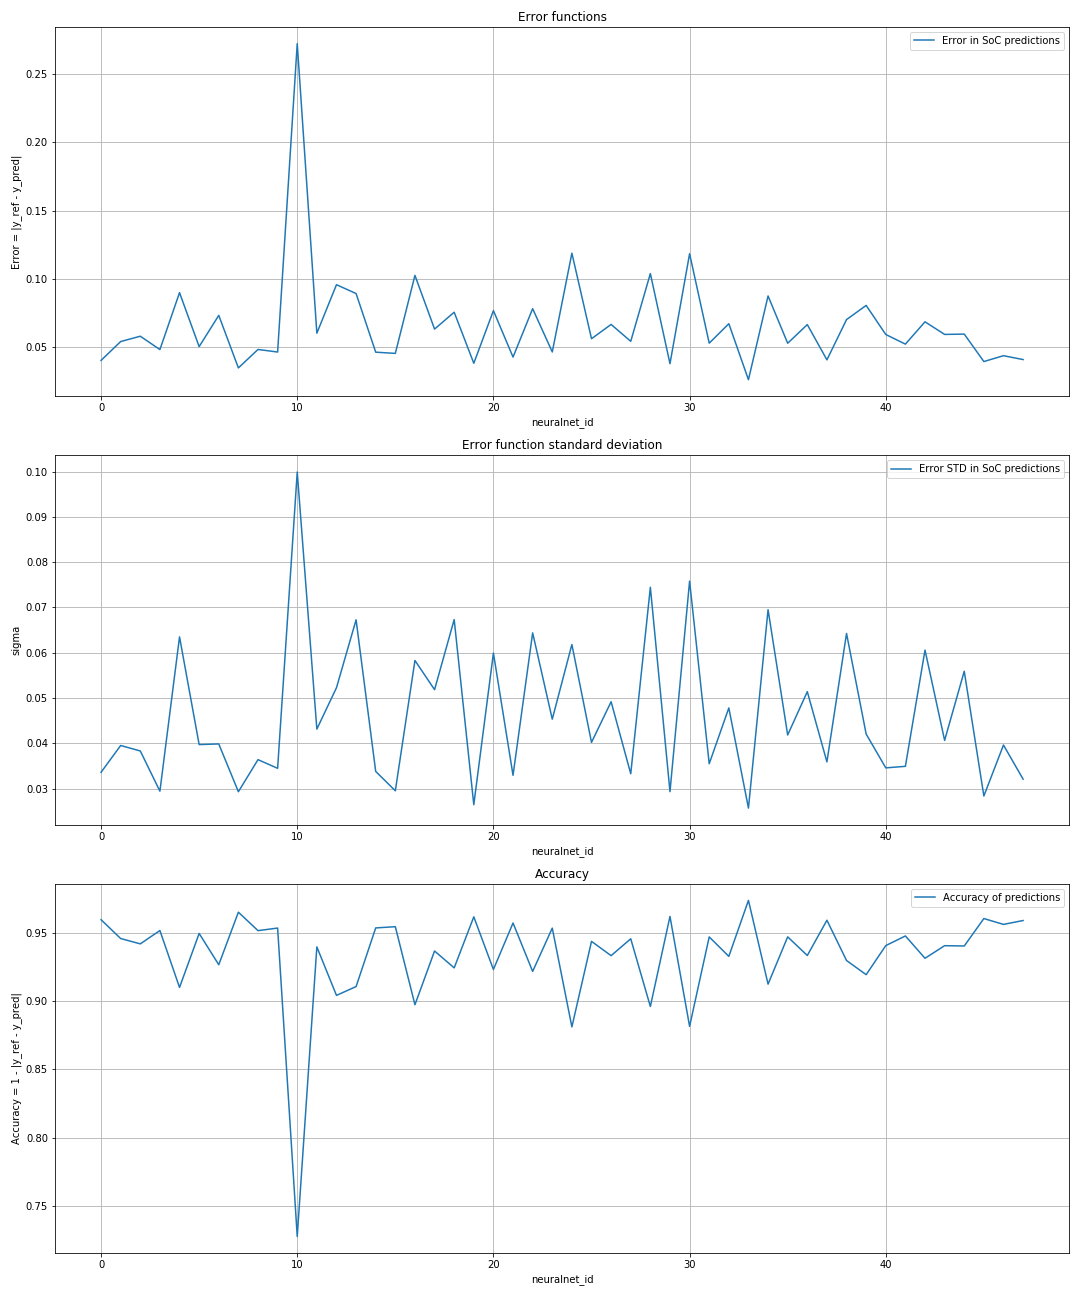 Error functions
Error in SoC predictions
Error = |y_ref - y_pred|
0.25
0.20
0.15
0.10
0.05
0 10 20 30 40
neuralnet_id
Error function standard deviation
Error STD in SoC predictions
sigma
0.10
0.09
0.08
0.07
0.06
0.05
0.04
0.03
0 10 20 30 40
neuralnet_id
Accuracy
Accuracy of predictions
Accuracy = 1 - |y_ref - y_pred|
0.95
0.90
0.85
0.80
0.75
0 10 20 30 40
neuralnet_id